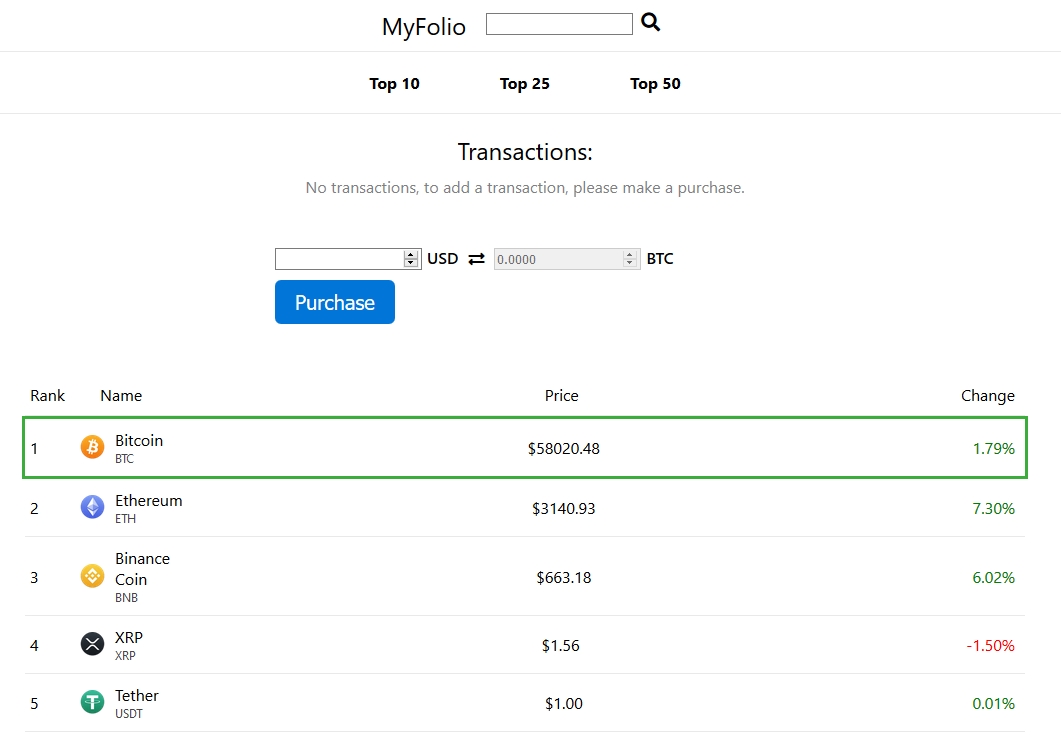 MyFolio
Top 10 Top 25 Top 50
Transactions:
No transactions, to add a transaction, please make a purchase.
USD 0.0000 BTC
Purchase
Rank Name Price Change
1 Bitcoin $58020.48 1.79%
BTC
2 Ethereum $3140.93 7.30%
ETH
Binance
3 Coin $663.18 6.02%
BNB
4 XRP $1.56 -1.50%
XRP
5 Tether $1.00 0.01%
USDT